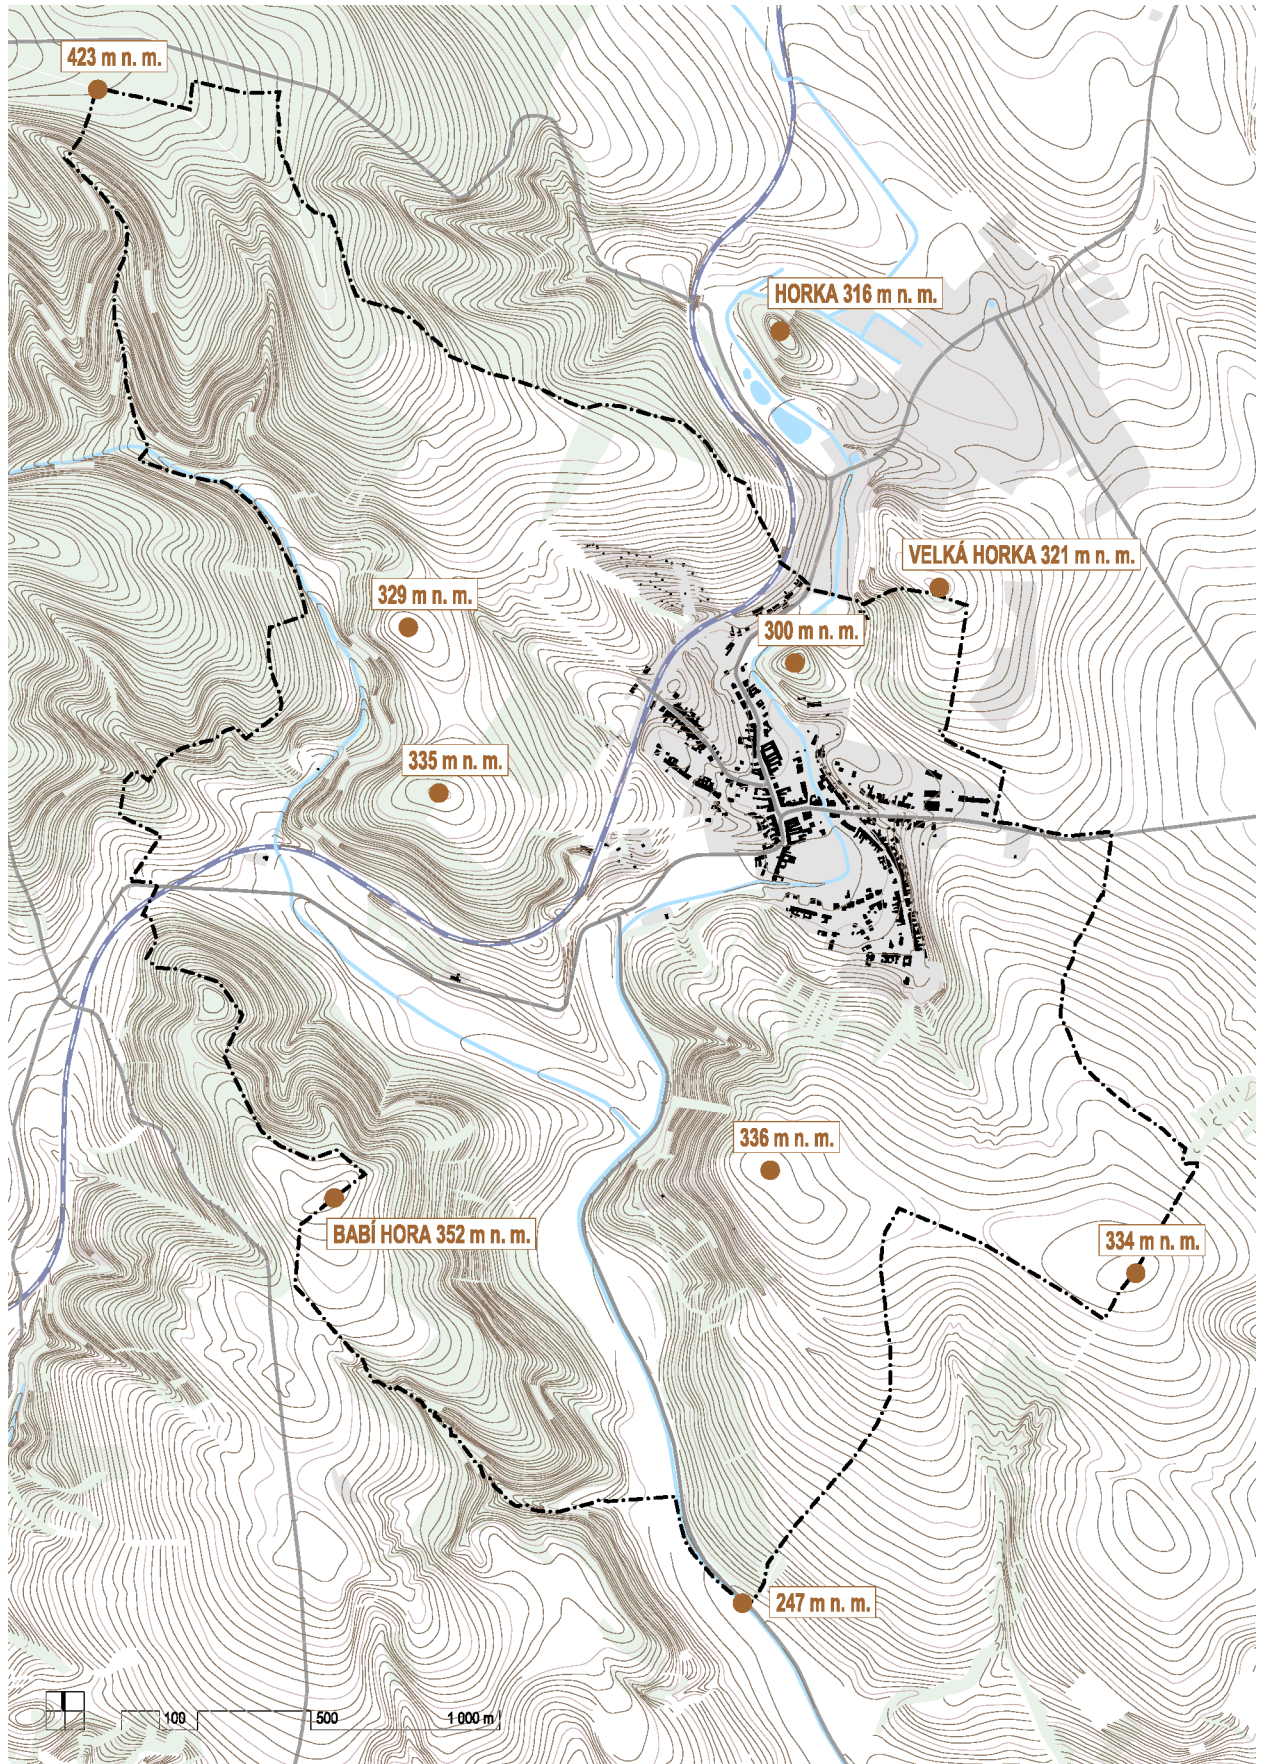 423 m n. m.
HORKA 316 m n. m.
VELKÁ HORKA 321 m n. m.
329 m n. m.
300 m n. m.
335 m n. m.
336 m n. m.
BABÍ HORA 352 m n. m.
334 m n. m.
247 m n. m.
100 500 1 000 m